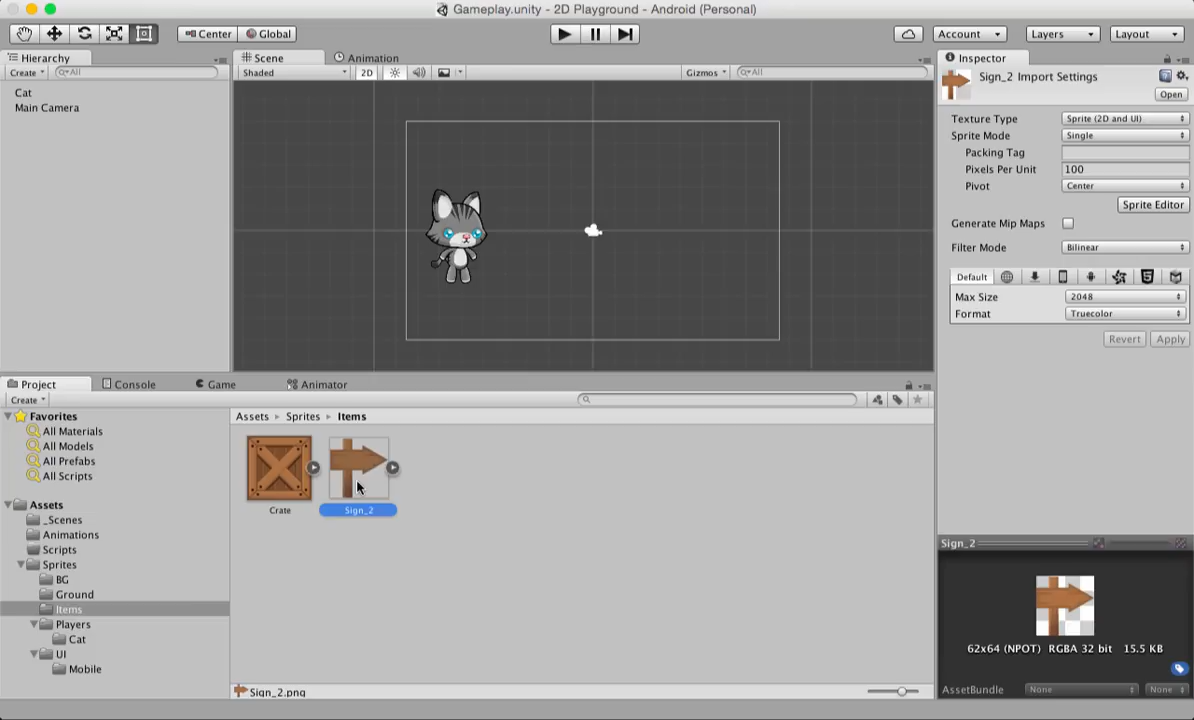 Gameplay.unity - 2D Playground - Android (Personal)
Center Global Account Layers Layout
Hierarchy
Create All
Cat
Main Camera
Scene Animation
Shaded 2D Gizmos All
Inspector
Sign_2 Import Settings
Open
Texture Type Sprite (2D and UI)
Sprite Mode Single
Packing Tag
Pixels Per Unit 100
Pivot Center
Sprite Editor
Generate Mip Maps
Filter Mode Bilinear
Default
Max Size 2048
Format Truecolor
Revert Apply
Project Console Game Animator
Create
Favorites
All Materials
All Models
All Prefabs
All Scripts
Assets
_Scenes
Animations
Scripts
Sprites
BG
Ground
Items
Players
Cat
UI
Mobile
Assets Sprites Items
Crate Sign_2
Sign_2.png
Sign_2
62x64 (NPOT) RGBA 32 bit 15.5 KB
AssetBundle None None